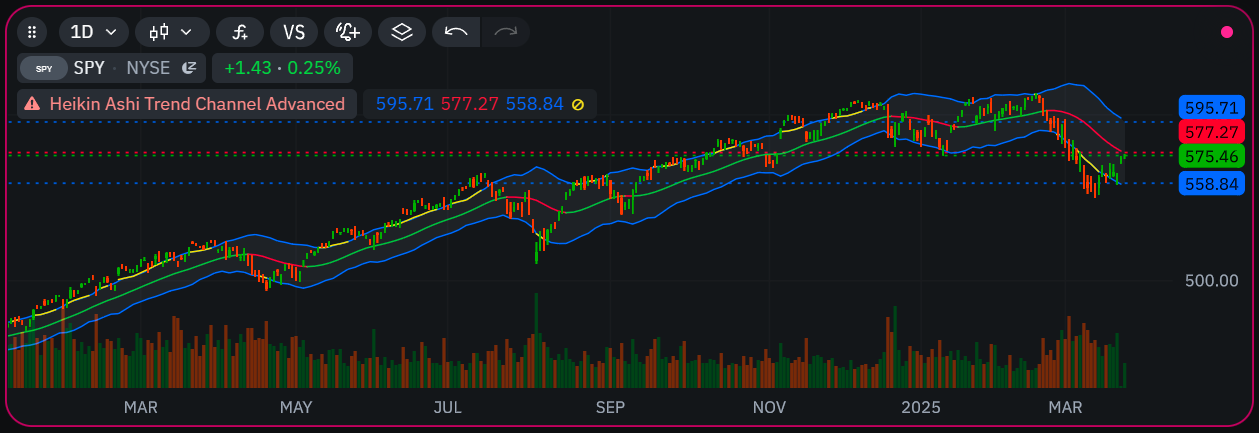 1D
VS
SPY SPY · NYSE
+1.43 · 0.25%
Heikin Ashi Trend Channel Advanced
595.71 577.27 558.84
595.71
577.27
575.46
558.84
500.00
MAR MAY JUL SEP NOV 2025 MAR